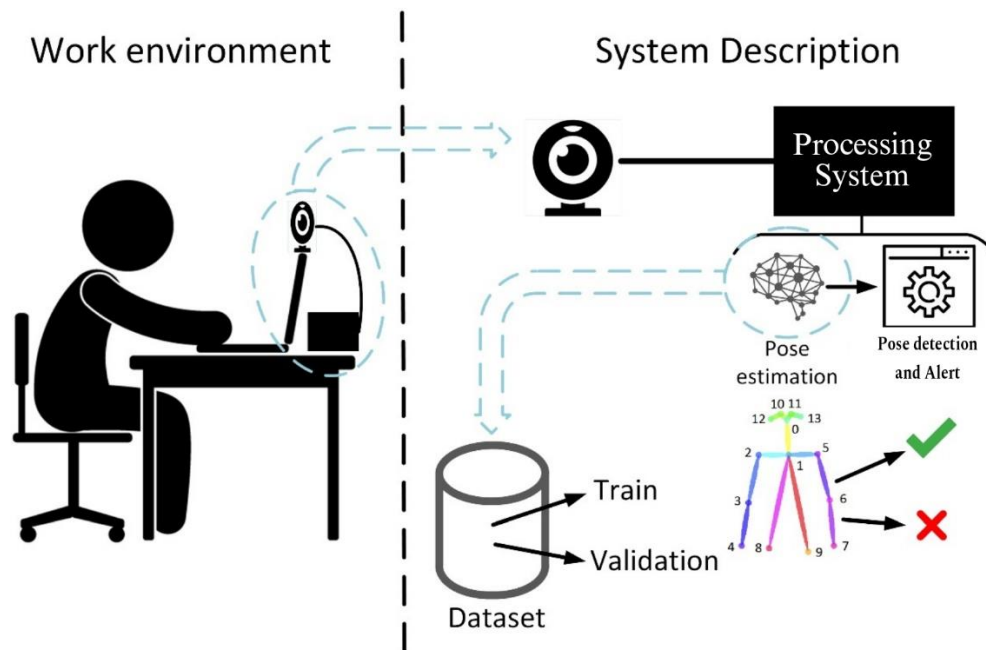 Work environment
System Description
Processing
System
Pose
estimation
Pose detection
and Alert
10 11
12 13
0
2 5
1
3 6
4 8 9 7
Train
Validation
Dataset